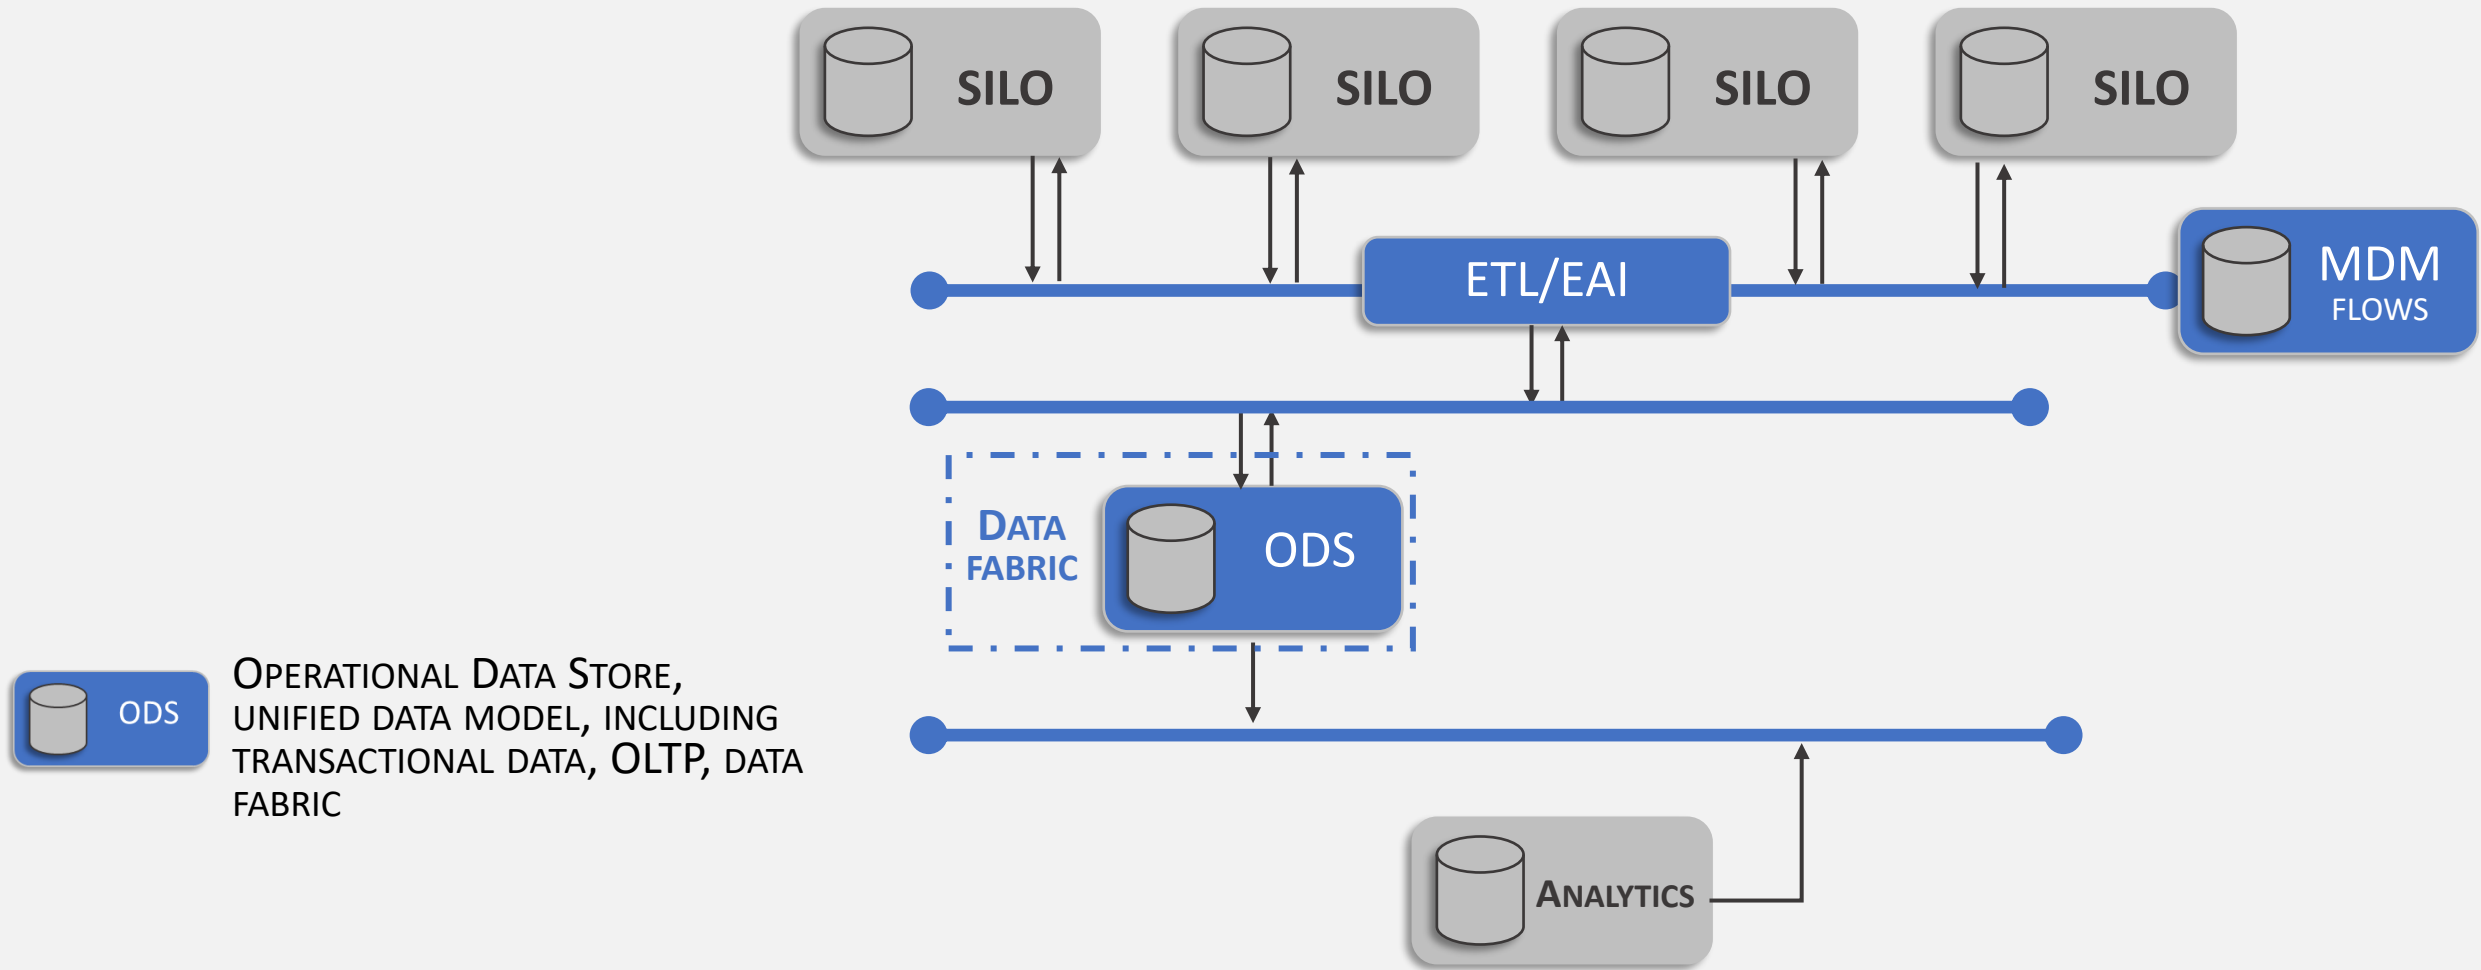 SILO
SILO
SILO
SILO
ETL/EAI
MDM
FLOWS
DATA
FABRIC
ODS
ODS
OPERATIONAL DATA STORE,
UNIFIED DATA MODEL, INCLUDING
TRANSACTIONAL DATA, OLTP, DATA
FABRIC
ANALYTICS